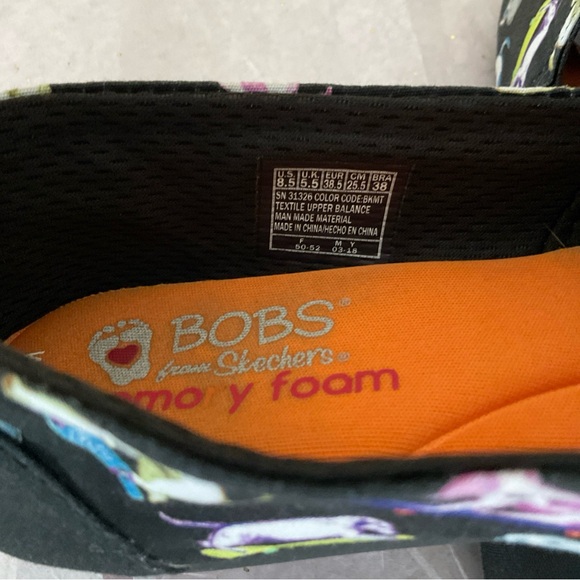 U.S. U.K. EUR CM BRA
8.5 5.5 38.5 25.5 38
SN 31326 COLOR CODE:BKMT
TEXTILE UPPER BALANCE
MAN MADE MATERIAL
MADE IN CHINA/HECHO EN CHINA
F M Y
50-52 03-18
BOBS®
from Skechers®
emo y foam